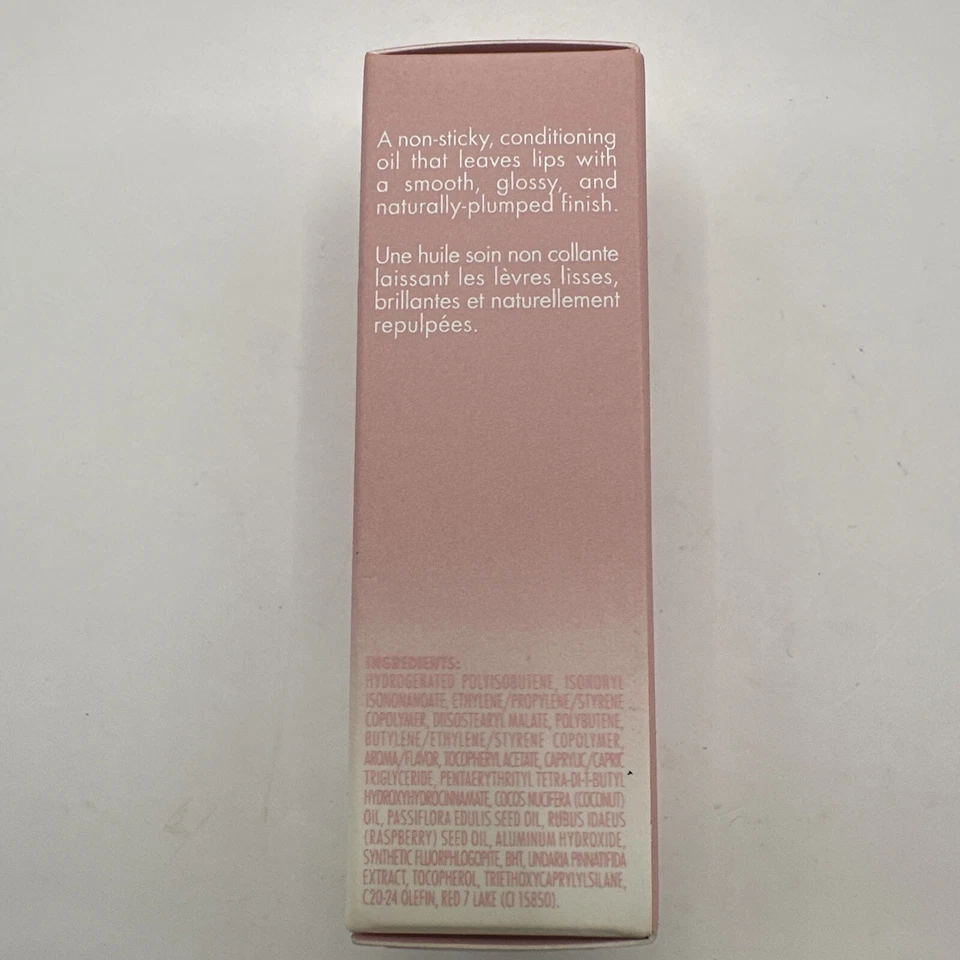 A non-sticky, conditioning
oil that leaves lips with
a smooth, glossy, and
naturally-plumped finish.
Une huile soin non collante
laissant les lèvres lisses,
brillantes et naturellement
repulpées.
INGREDIENTS:
HYDROGENATED POLYISOBUTENE, ISONONYL
ISONONANOATE, ETHYLENE/PROPYLENE/STYRENE
COPOLYMER, DIISOSTEARYL MALATE, POLYBUTENE,
BUTYLENE/ETHYLENE/STYRENE COPOLYMER,
AROMA/FLAVOR, TOCOPHERYL ACETATE, CAPRYLIC/CAPRIC
TRIGLYCERIDE, PENTAERYTHRITYL TETRA-DI-T-BUTYL
HYDROXYHYDROCINNAMATE, COCOS NUCIFERA (COCONUT)
OIL, PASSIFLORA EDULIS SEED OIL, RUBUS IDAEUS
(RASPBERRY) SEED OIL, ALUMINUM HYDROXIDE,
SYNTHETIC FLUORPHLOGOPITE, BHT, UNDARIA PINNATIFIDA
EXTRACT, TOCOPHEROL, TRIETHOXYCAPRYLYLSILANE,
C20-24 OLEFIN, RED 7 LAKE (CI 15850).